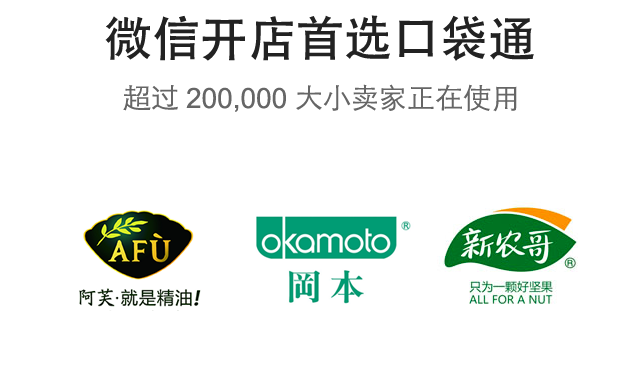 微信开店首选口袋通
超过 200,000 大小卖家正在使用
AFÙ
阿芙·就是精油!
okamoto ®
岡本
新农哥 ®
只为一颗好坚果
ALL FOR A NUT